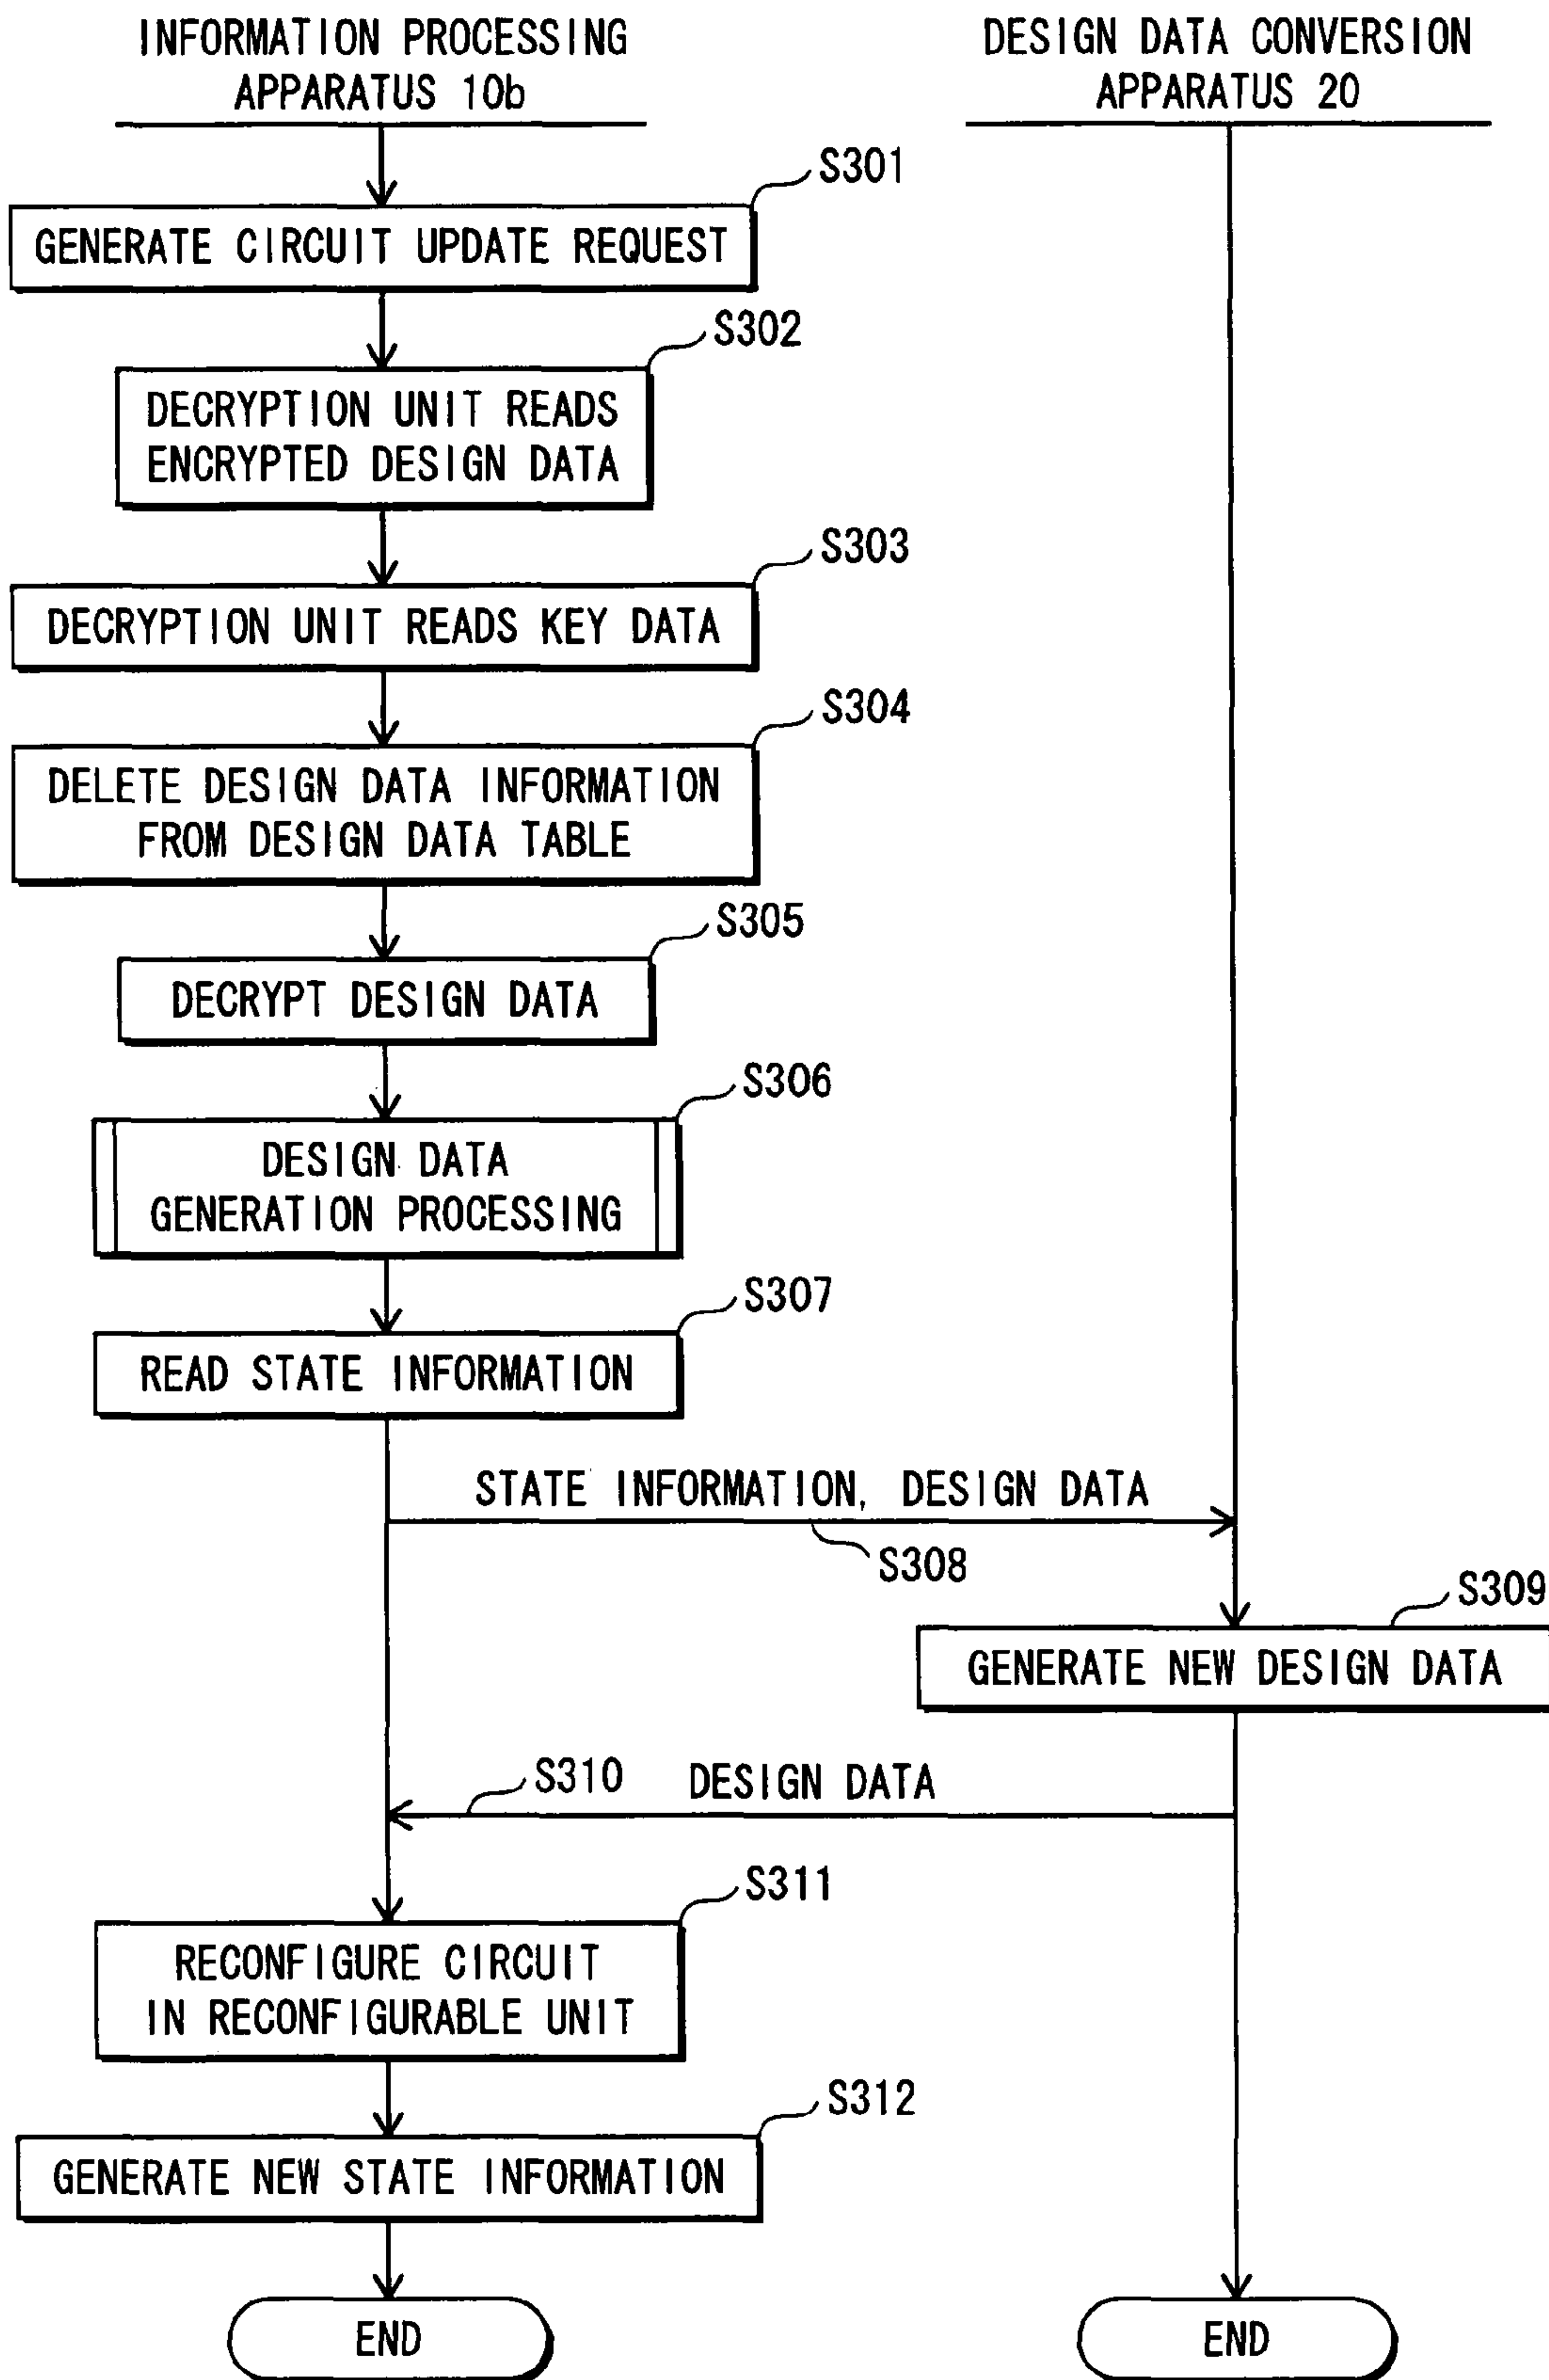 INFORMATION PROCESSING
APPARATUS 10b
DESIGN DATA CONVERSION
APPARATUS 20
S301
GENERATE CIRCUIT UPDATE REQUEST
S302
DECRYPTION UNIT READS
ENCRYPTED DESIGN DATA
S303
DECRYPTION UNIT READS KEY DATA
S304
DELETE DESIGN DATA INFORMATION
FROM DESIGN DATA TABLE
S305
DECRYPT DESIGN DATA
S306
DESIGN DATA
GENERATION PROCESSING
S307
READ STATE INFORMATION
STATE INFORMATION, DESIGN DATA
S308
S309
GENERATE NEW DESIGN DATA
S310
DESIGN DATA
S311
RECONFIGURE CIRCUIT
IN RECONFIGURABLE UNIT
S312
GENERATE NEW STATE INFORMATION
END
END